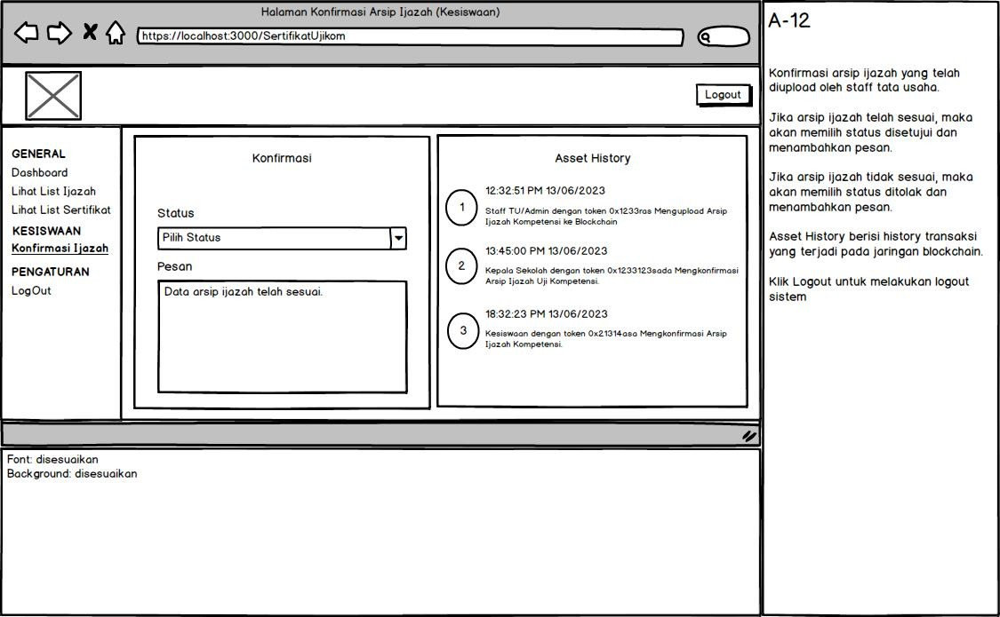 Halaman Konfirmasi Arsip Ijazah (Kesiswaan)
https://localhost:3000/SertifikatUjikom
Logout
GENERAL
Dashboard
Lihat List Ijazah
Lihat List Sertifikat
KESISWAAN
Konfirmasi Ijazah
PENGATURAN
LogOut
Konfirmasi
Status
Pilih Status
Pesan
Data arsip ijazah telah sesuai.
Asset History
1
12:32:51 PM 13/06/2023
Staff TU/Admin dengan token 0x1233ras Mengupload Arsip
Ijazah Kompetensi ke Blockchain
2
13:45:00 PM 13/06/2023
Kepala Sekolah dengan token 0x1233123sada Mengkonfirmasi
Arsip Ijazah Uji Kompetensi.
3
18:32:23 PM 13/06/2023
Kesiswaan dengan token 0x21314asa Mengkonfirmasi Arsip
Ijazah Kompetensi.
Font: disesuaikan
Background: disesuaikan
A-12
Konfirmasi arsip ijazah yang telah
diupload oleh staff tata usaha.
Jika arsip ijazah telah sesuai, maka
akan memilih status disetujui dan
menambahkan pesan.
Jika arsip ijazah tidak sesuai, maka
akan memilih status ditolak dan
menambahkan pesan.
Asset History berisi history transaksi
yang terjadi pada jaringan blockchain.
Klik Logout untuk melakukan logout
sistem